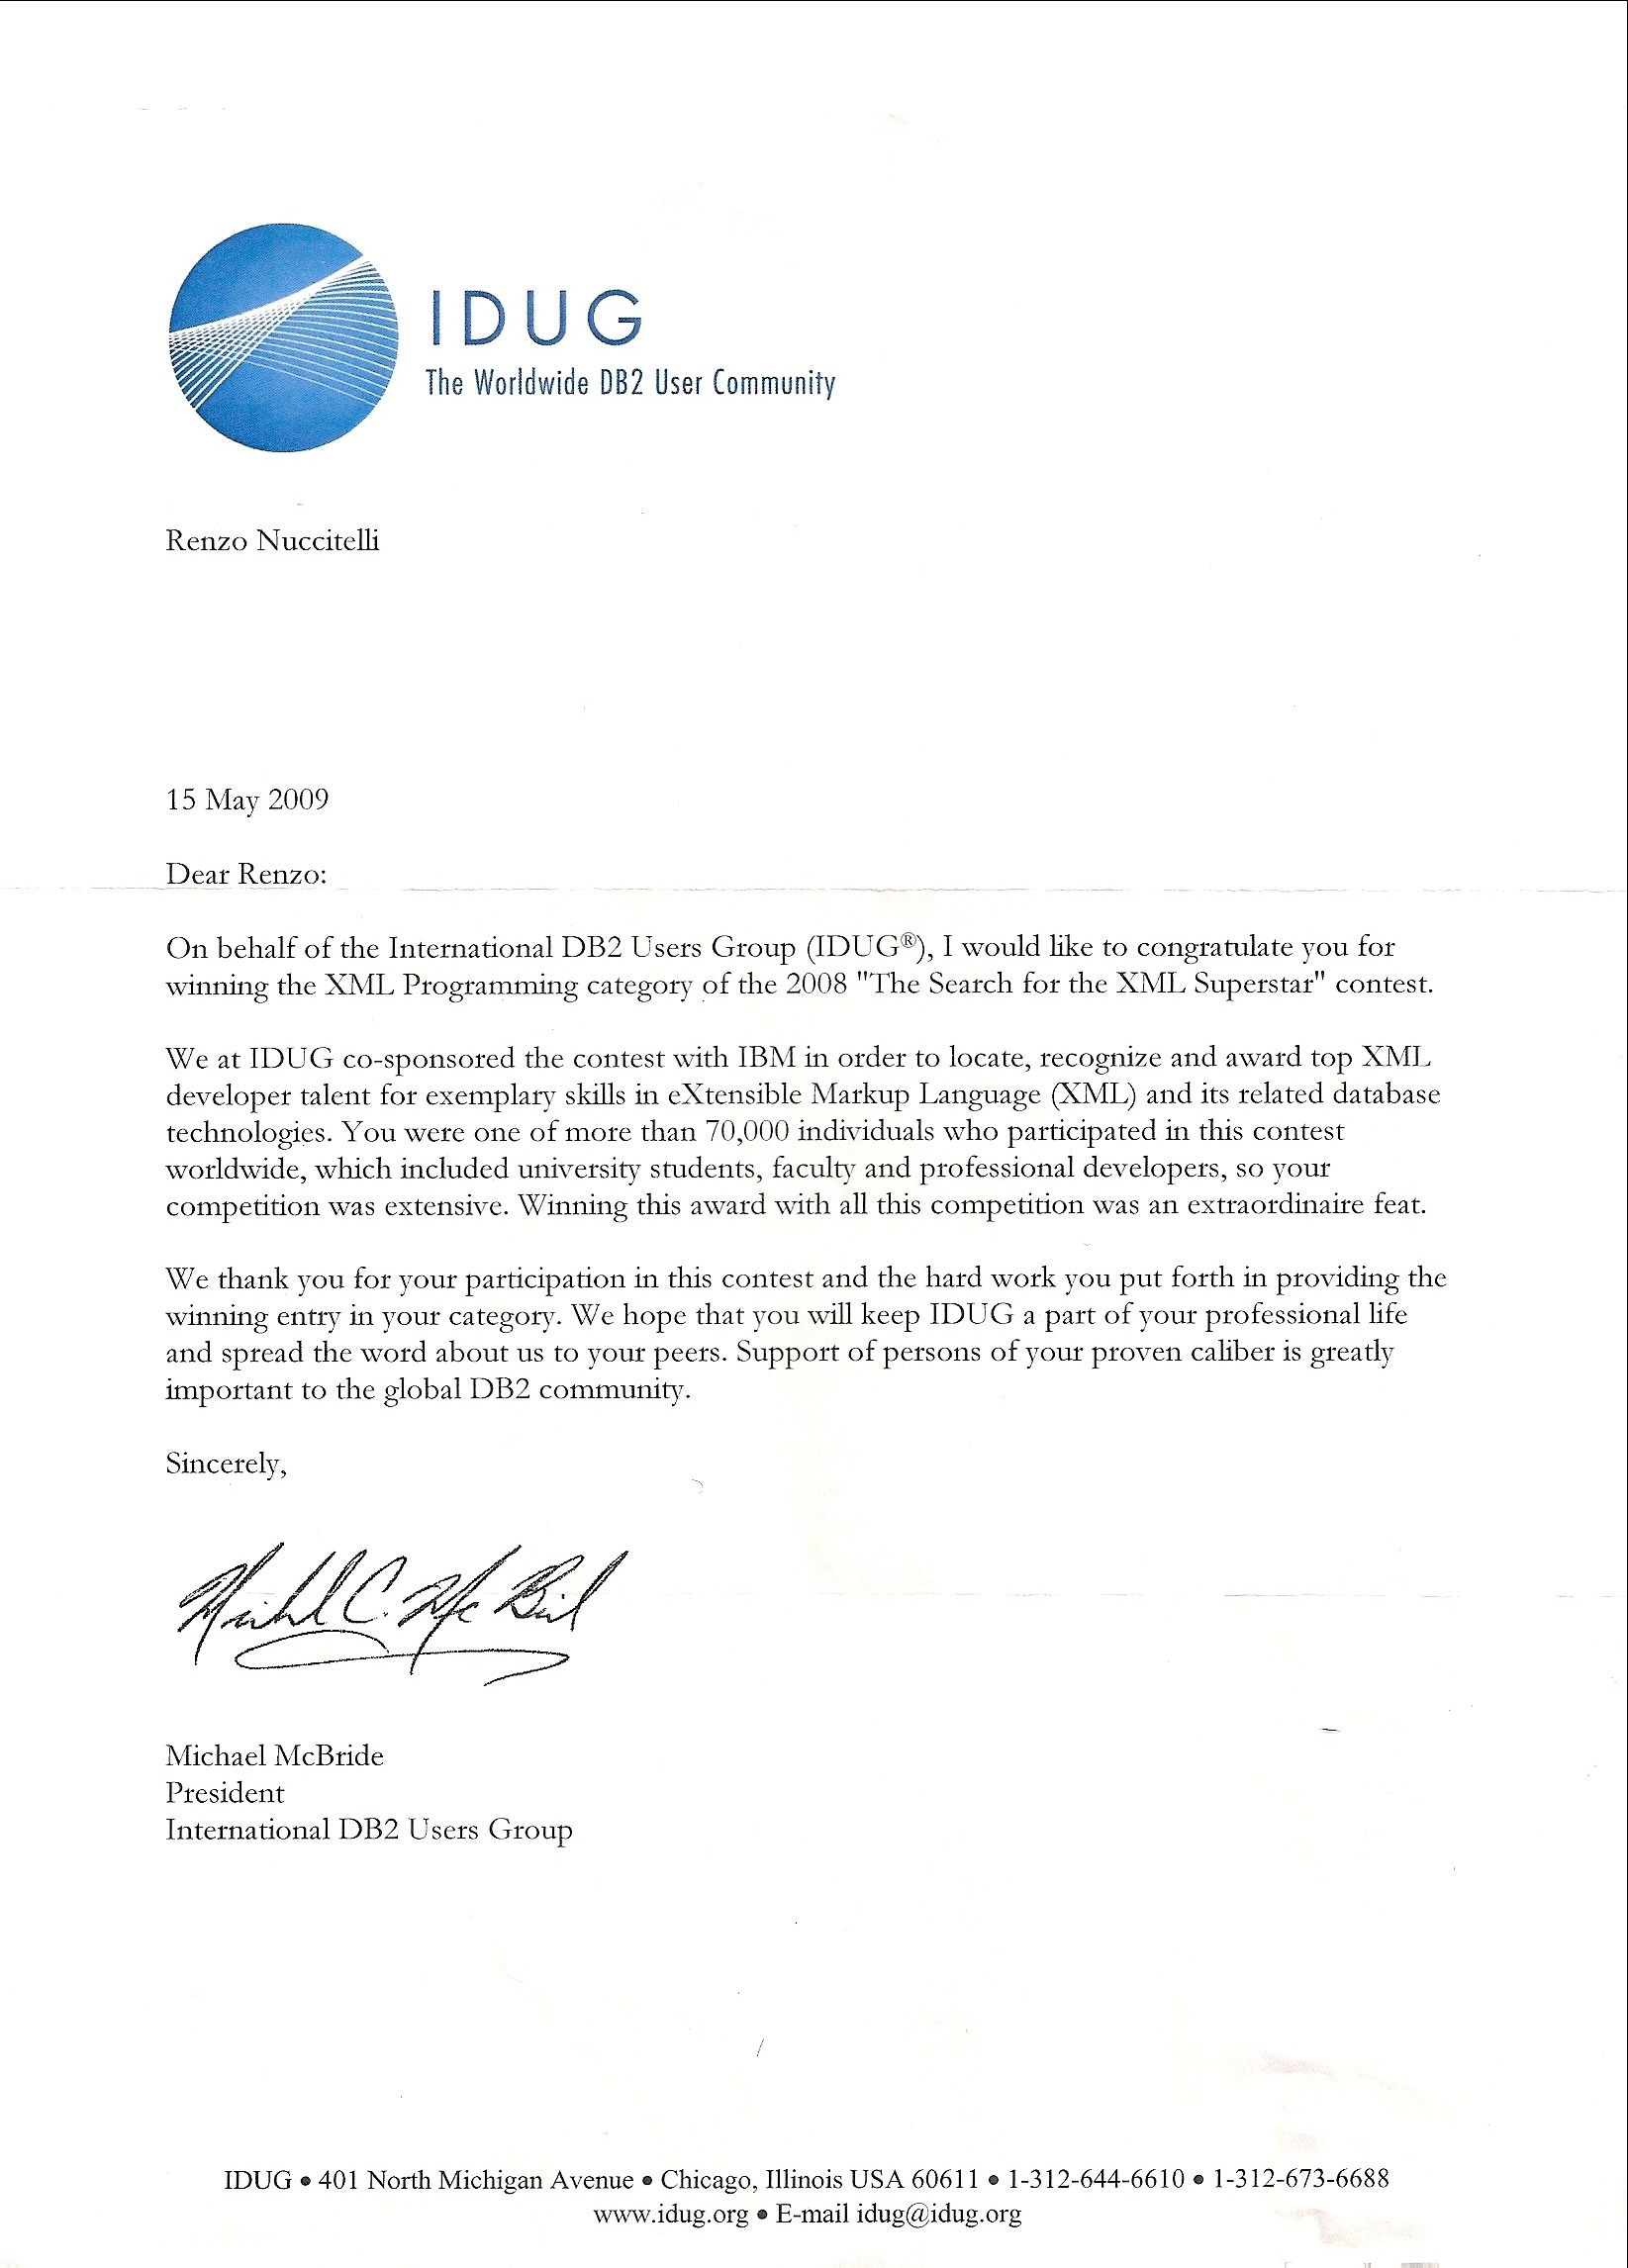 IDUG
The Worldwide DB2 User Community
Renzo Nuccitelli
15 May 2009
Dear Renzo:
On behalf of the International DB2 Users Group (IDUG®), I would like to congratulate you for
winning the XML Programming category of the 2008 "The Search for the XML Superstar" contest.
We at IDUG co-sponsored the contest with IBM in order to locate, recognize and award top XML
developer talent for exemplary skills in eXtensible Markup Language (XML) and its related database
technologies. You were one of more than 70,000 individuals who participated in this contest
worldwide, which included university students, faculty and professional developers, so your
competition was extensive. Winning this award with all this competition was an extraordinaire feat.
We thank you for your participation in this contest and the hard work you put forth in providing the
winning entry in your category. We hope that you will keep IDUG a part of your professional life
and spread the word about us to your peers. Support of persons of your proven caliber is greatly
important to the global DB2 community.
Sincerely,
Michael C. McBride
Michael McBride
President
International DB2 Users Group
IDUG • 401 North Michigan Avenue • Chicago, Illinois USA 60611 • 1-312-644-6610 • 1-312-673-6688
www.idug.org • E-mail idug@idug.org